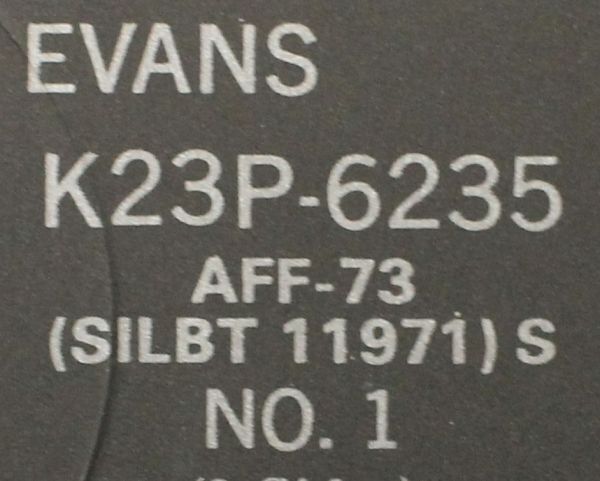 EVANS
K23P-6235
AFF-73
(SILBT 11971) S
NO. 1